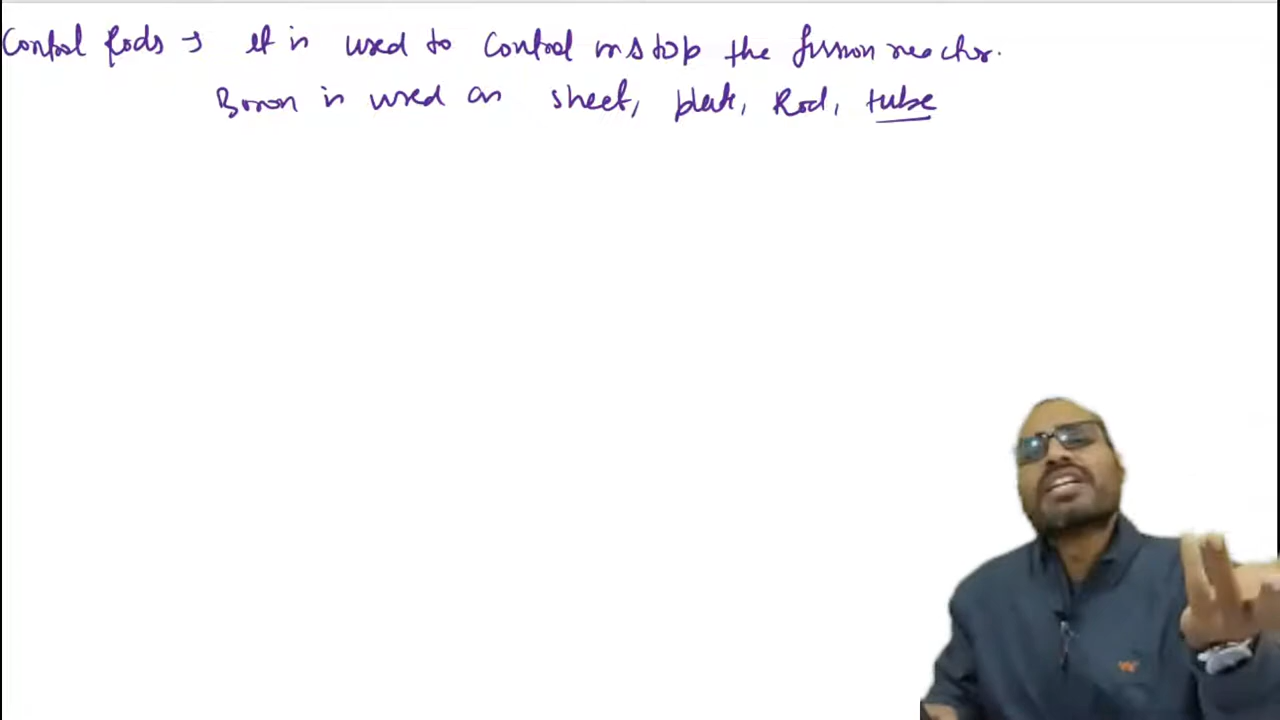 Control Rods → It is used to Control or stop the fission reactor.
Boron is used as sheet, plate, Rod, tube